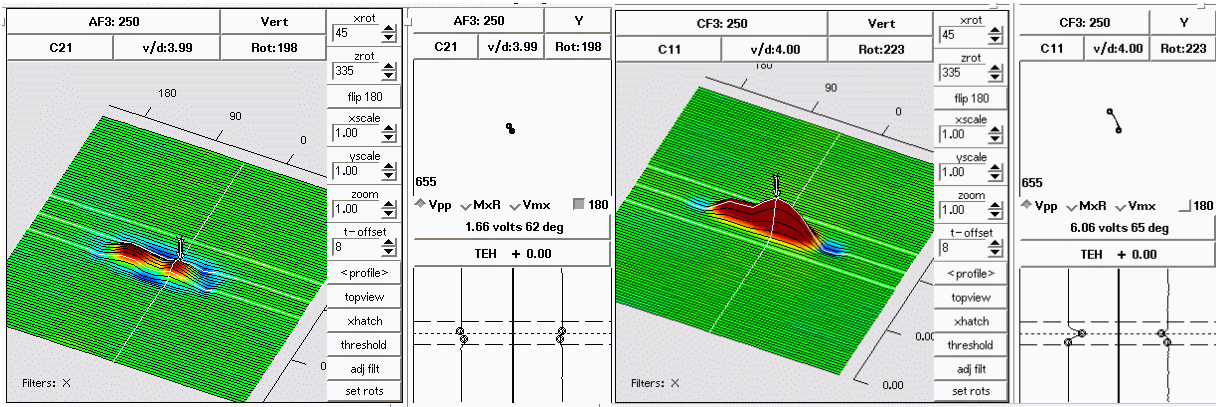 AF3: 250 Vert
C21 v/d:3.99 Rot:198
180
90
0
0
Filters: X
xrot
45
zrot
335
flip 180
xscale
1.00
yscale
1.00
zoom
1.00
t-offset
8
<profile>
topview
xhatch
threshold
adj filt
set rots
AF3: 250 Y
C21 v/d:3.99 Rot:198
655
Vpp MxR Vmx 180
1.66 volts 62 deg
TEH + 0.00
CF3: 250 Vert
C11 v/d:4.00 Rot:223
180
90
0
0.00
0.00
Filters: X
xrot
45
zrot
335
flip 180
xscale
1.00
yscale
1.00
zoom
1.00
t-offset
8
<profile>
topview
xhatch
threshold
adj filt
set rots
CF3: 250 Y
C11 v/d:4.00 Rot:223
655
Vpp MxR Vmx 180
6.06 volts 65 deg
TEH + 0.00